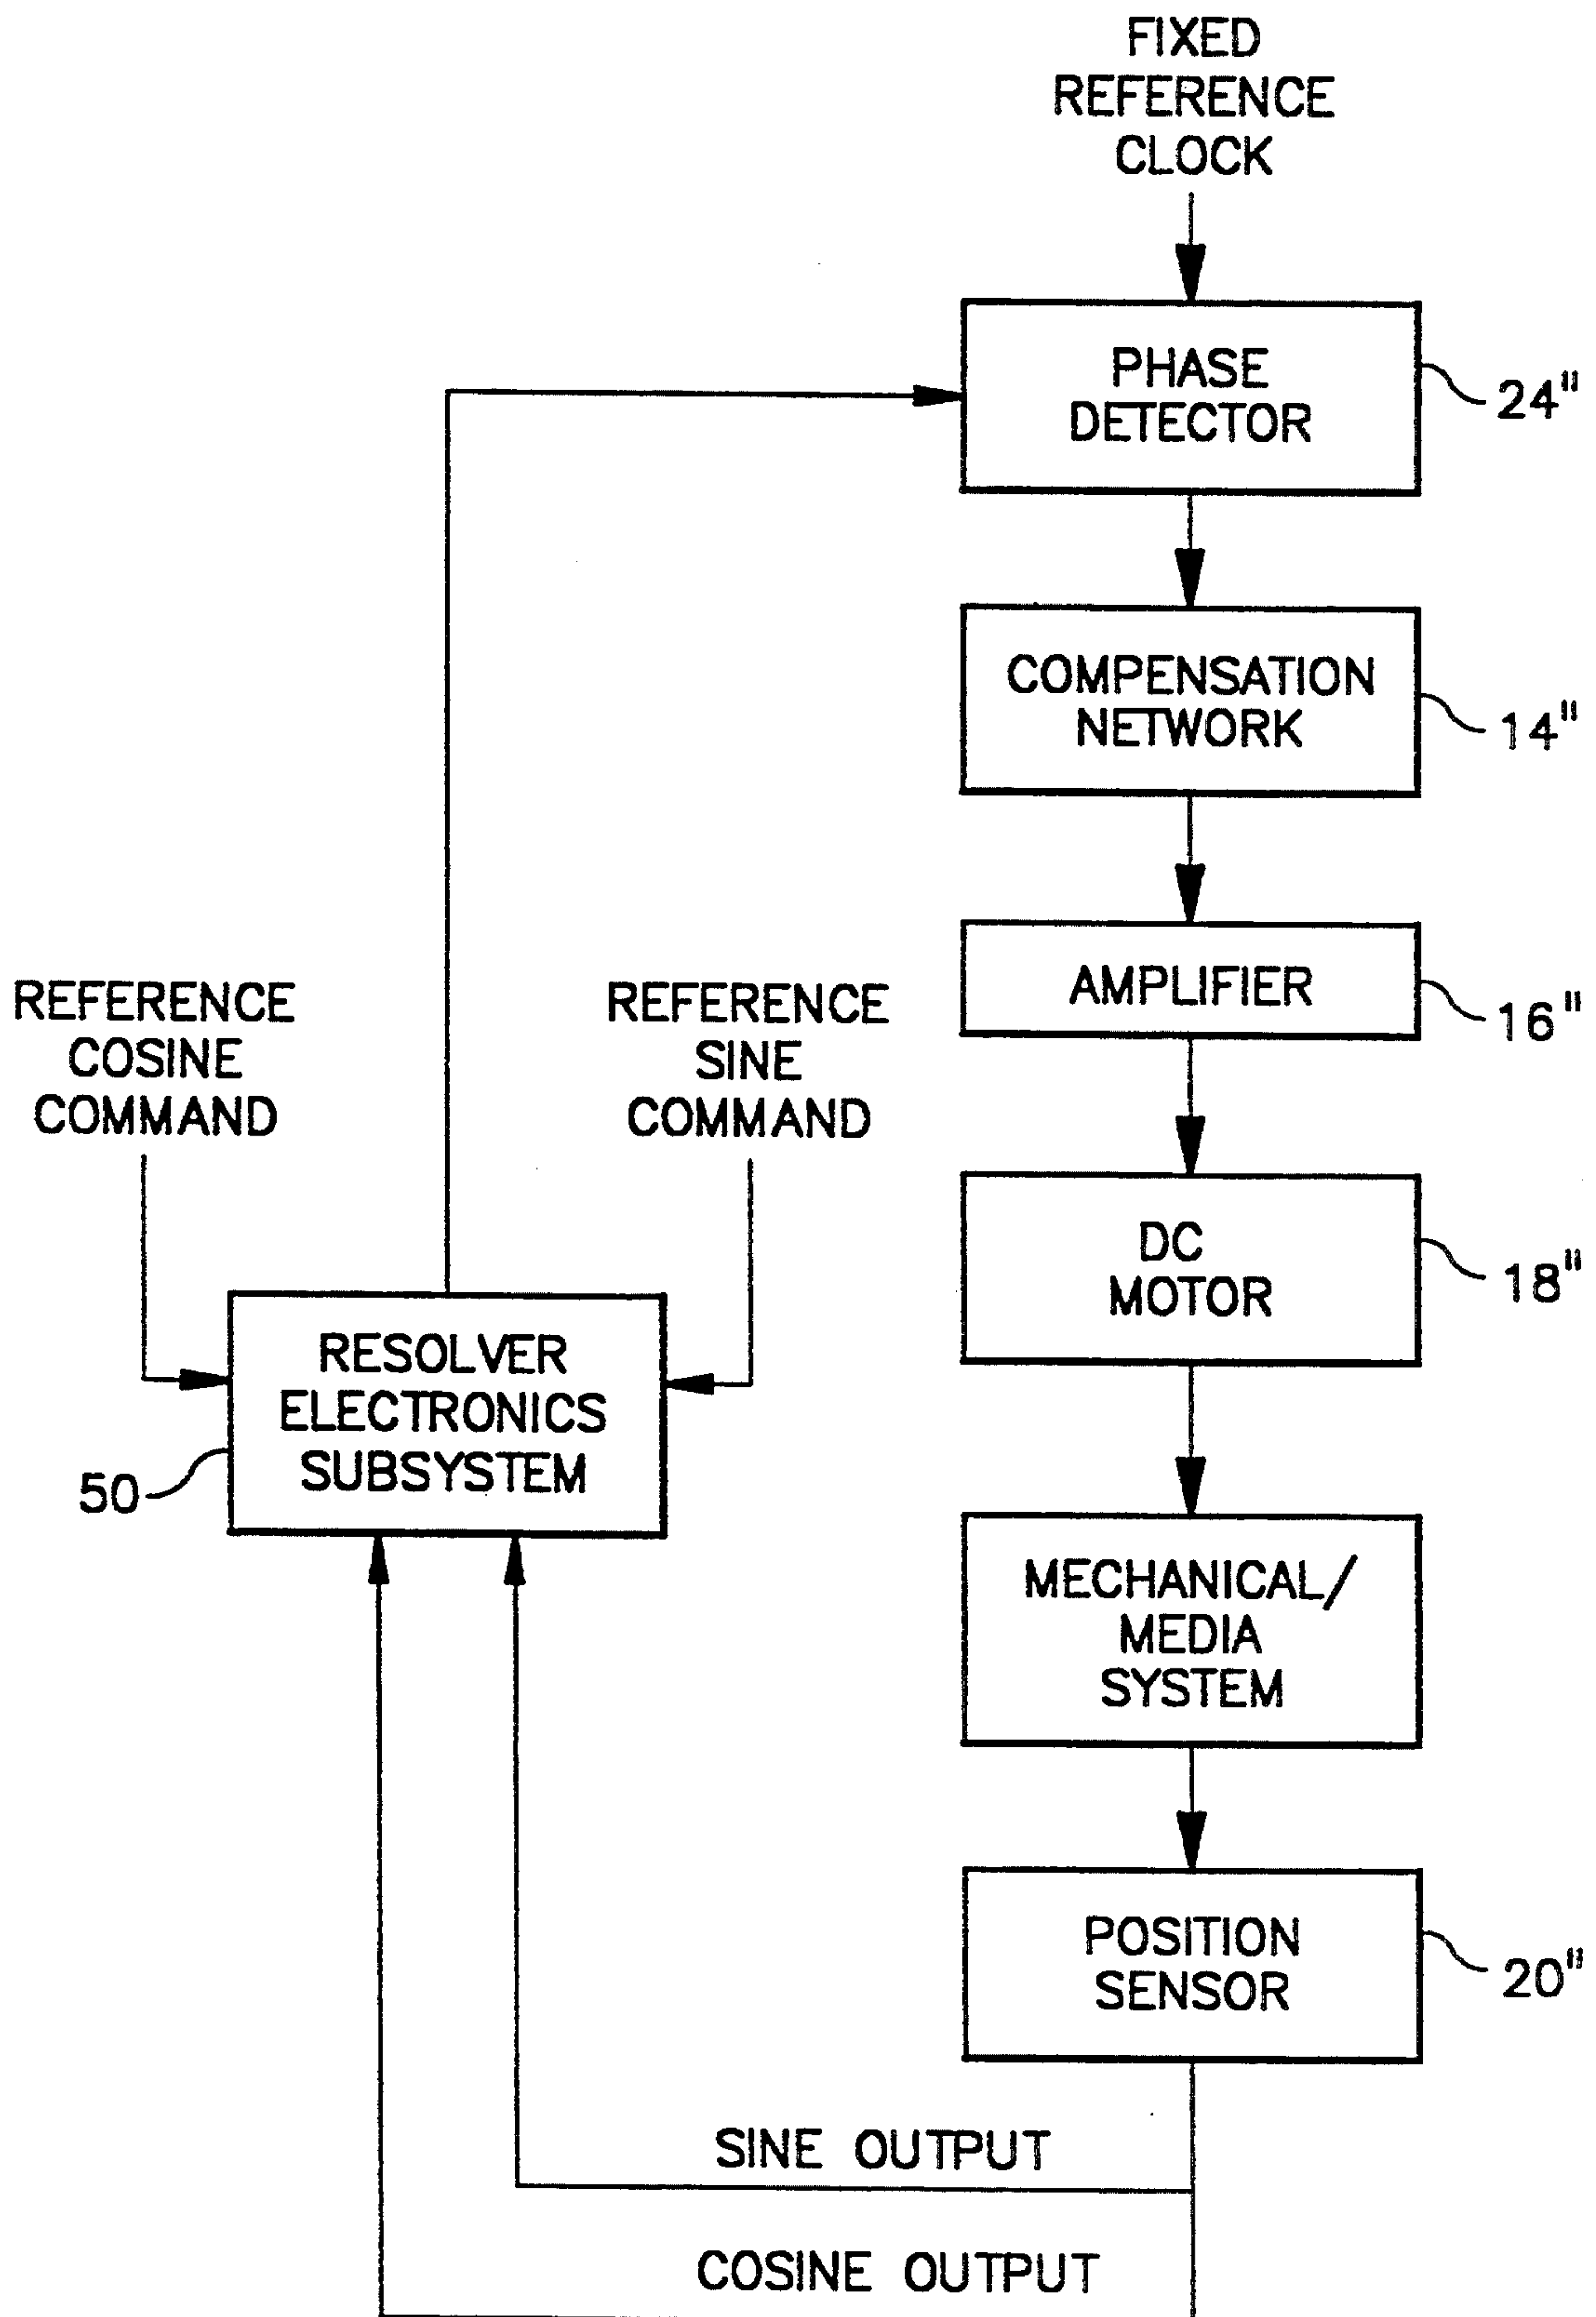 FIXED
REFERENCE
CLOCK
PHASE
DETECTOR
24"
COMPENSATION
NETWORK
14"
AMPLIFIER
16"
REFERENCE
COSINE
COMMAND
REFERENCE
SINE
COMMAND
DC
MOTOR
18"
RESOLVER
ELECTRONICS
SUBSYSTEM
50
MECHANICAL/
MEDIA
SYSTEM
POSITION
SENSOR
20"
SINE OUTPUT
COSINE OUTPUT